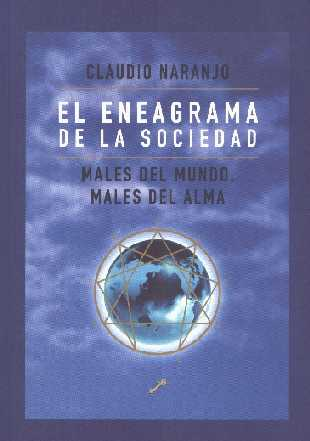 CLAUDIO NARANJO
EL ENEAGRAMA
DE LA SOCIEDAD
MALES DEL MUNDO,
MALES DEL ALMA